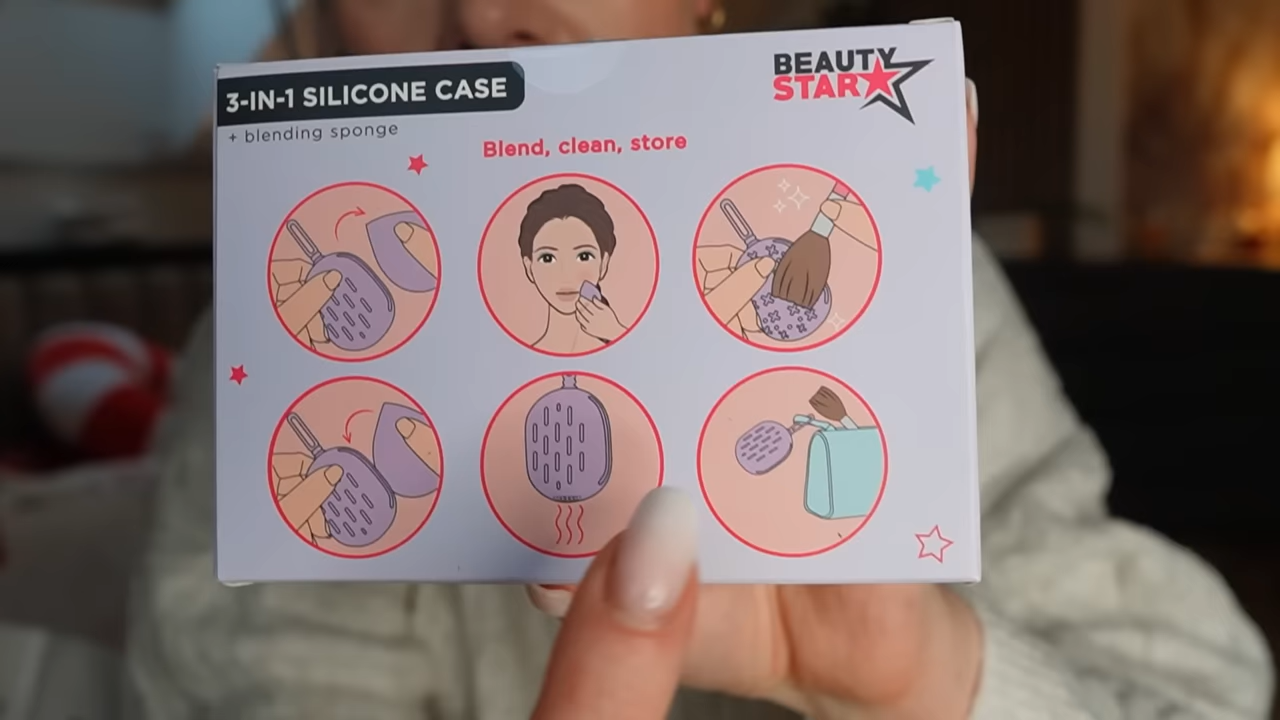 3-IN-1 SILICONE CASE
+ blending sponge
BEAUTY
STAR
Blend, clean, store